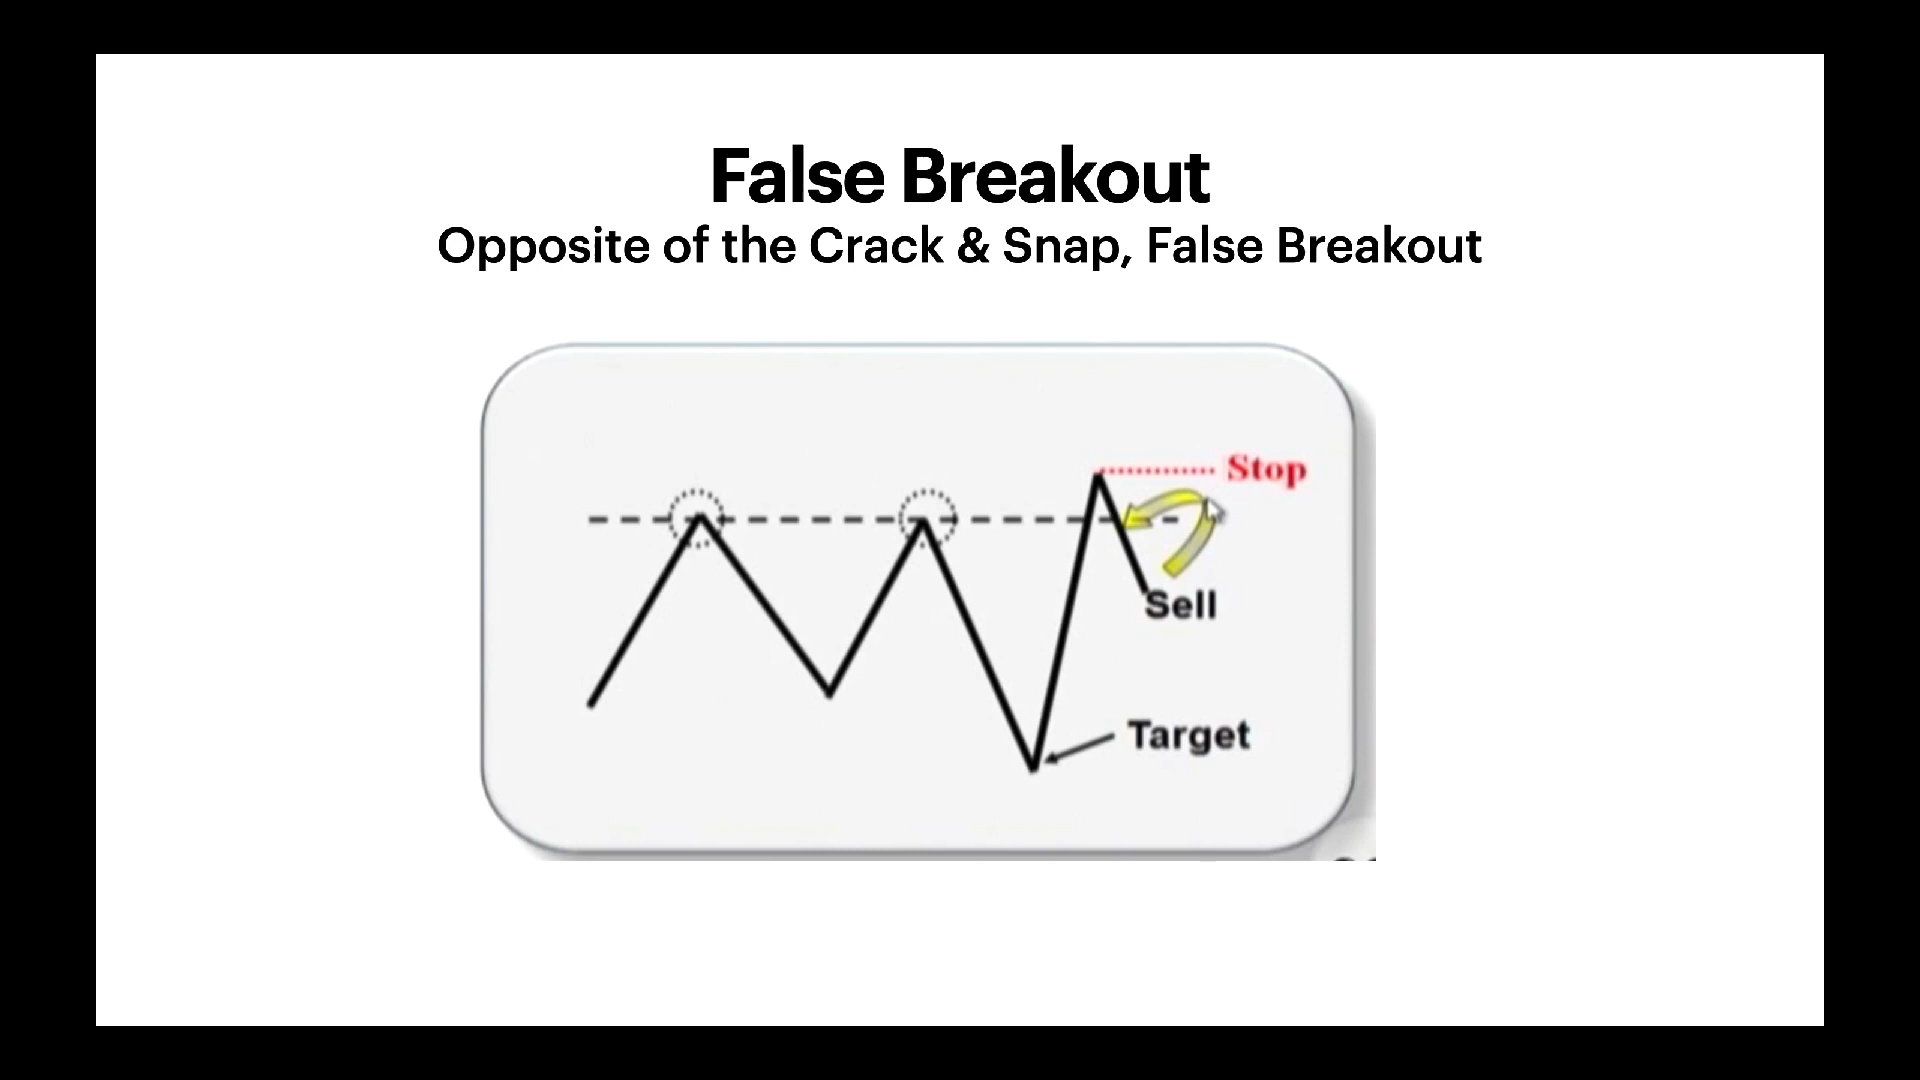 False Breakout
Opposite of the Crack & Snap, False Breakout
Stop
Sell
Target